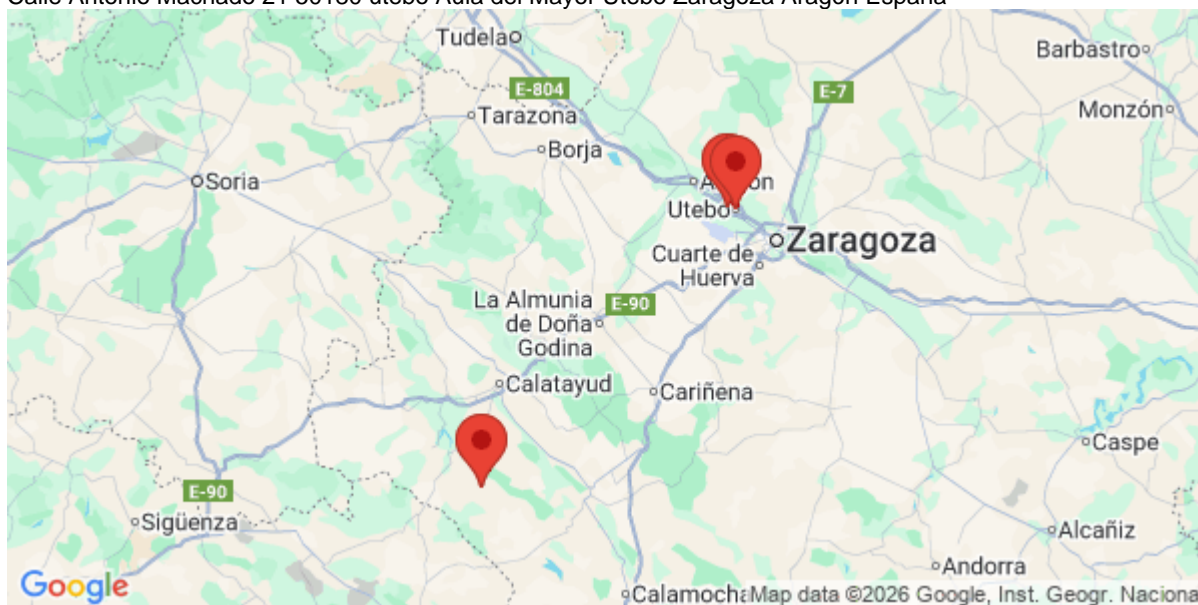 Calle Antonio Machado 21 50180 utebo Aula del Mayor Utebo Zaragoza Aragón España
Tudela
Barbastro
E-804
E-7
Tarazona
Monzón
Borja
Soria
Utebo
Zaragoza
Cuarte de
Huerva
La Almunia
de Doña
Godina
E-90
Calatayud
Cariñena
Caspe
E-90
Sigüenza
Alcañiz
Andorra
Google
Calamocha
Map data ©2026 Google, Inst. Geogr. Naciona